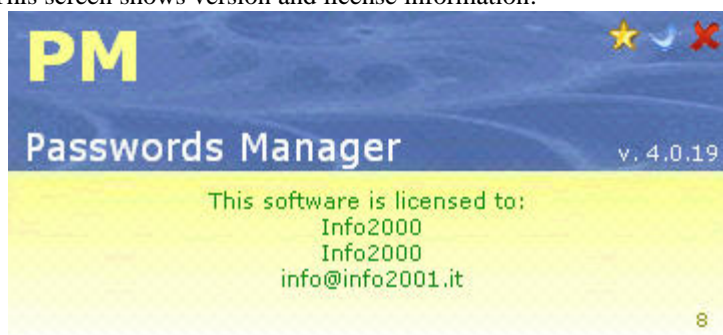 This screen shows version and license information.
PM
Passwords Manager
v. 4.0.19
This software is licensed to:
Info2000
Info2000
info@info2001.it
8